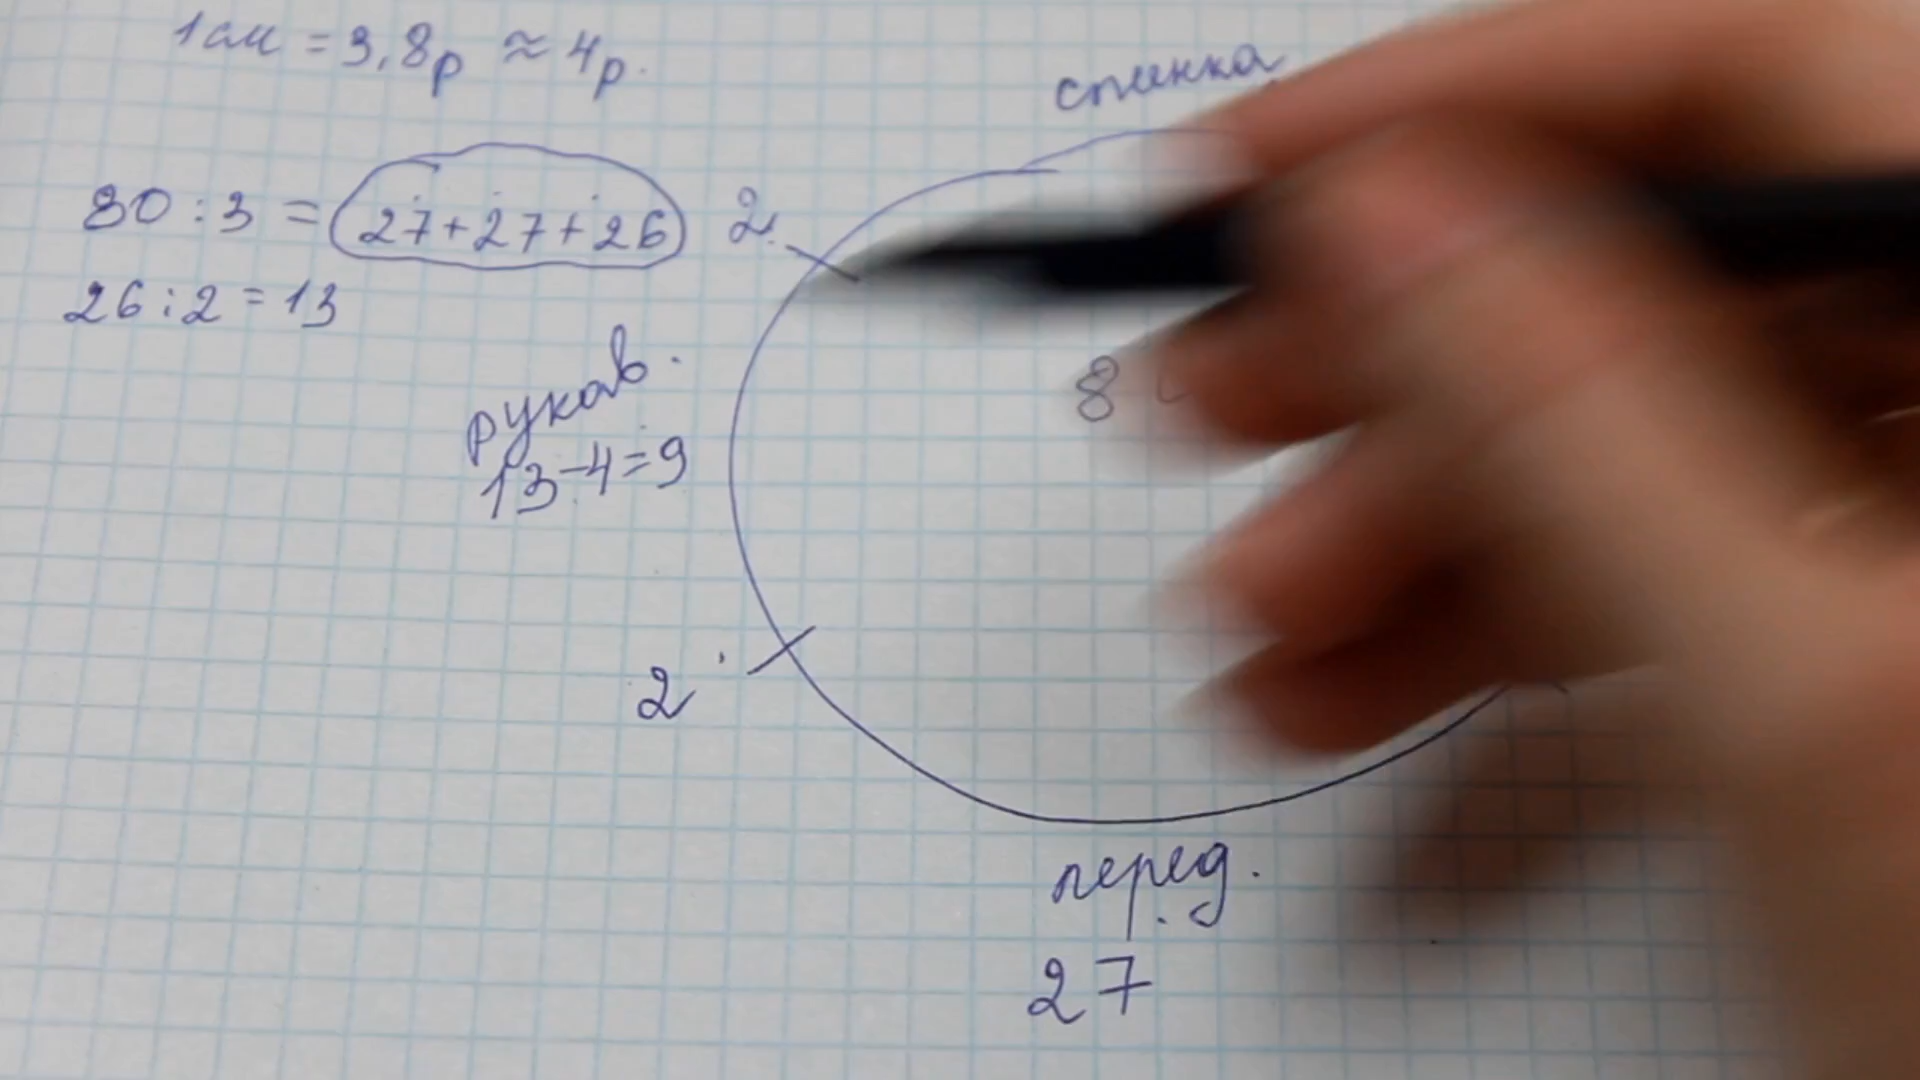 1см = 3,8р ≈ 4р.
спинка
80 : 3 = 27+27+26
2
26 : 2 = 13
8
рукав.
13-4=9
2
перед.
27